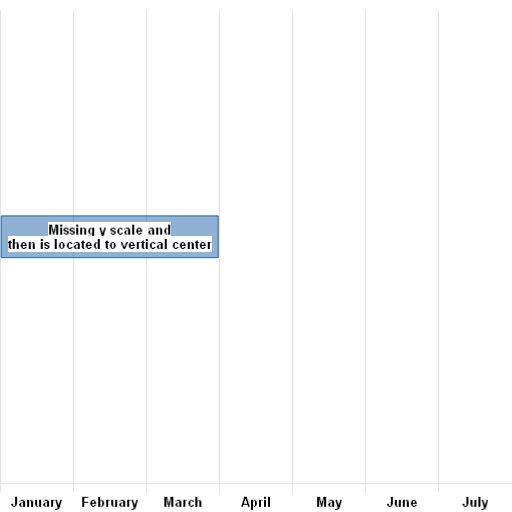 Missing y scale and
then is located to vertical center
January February March April May June July